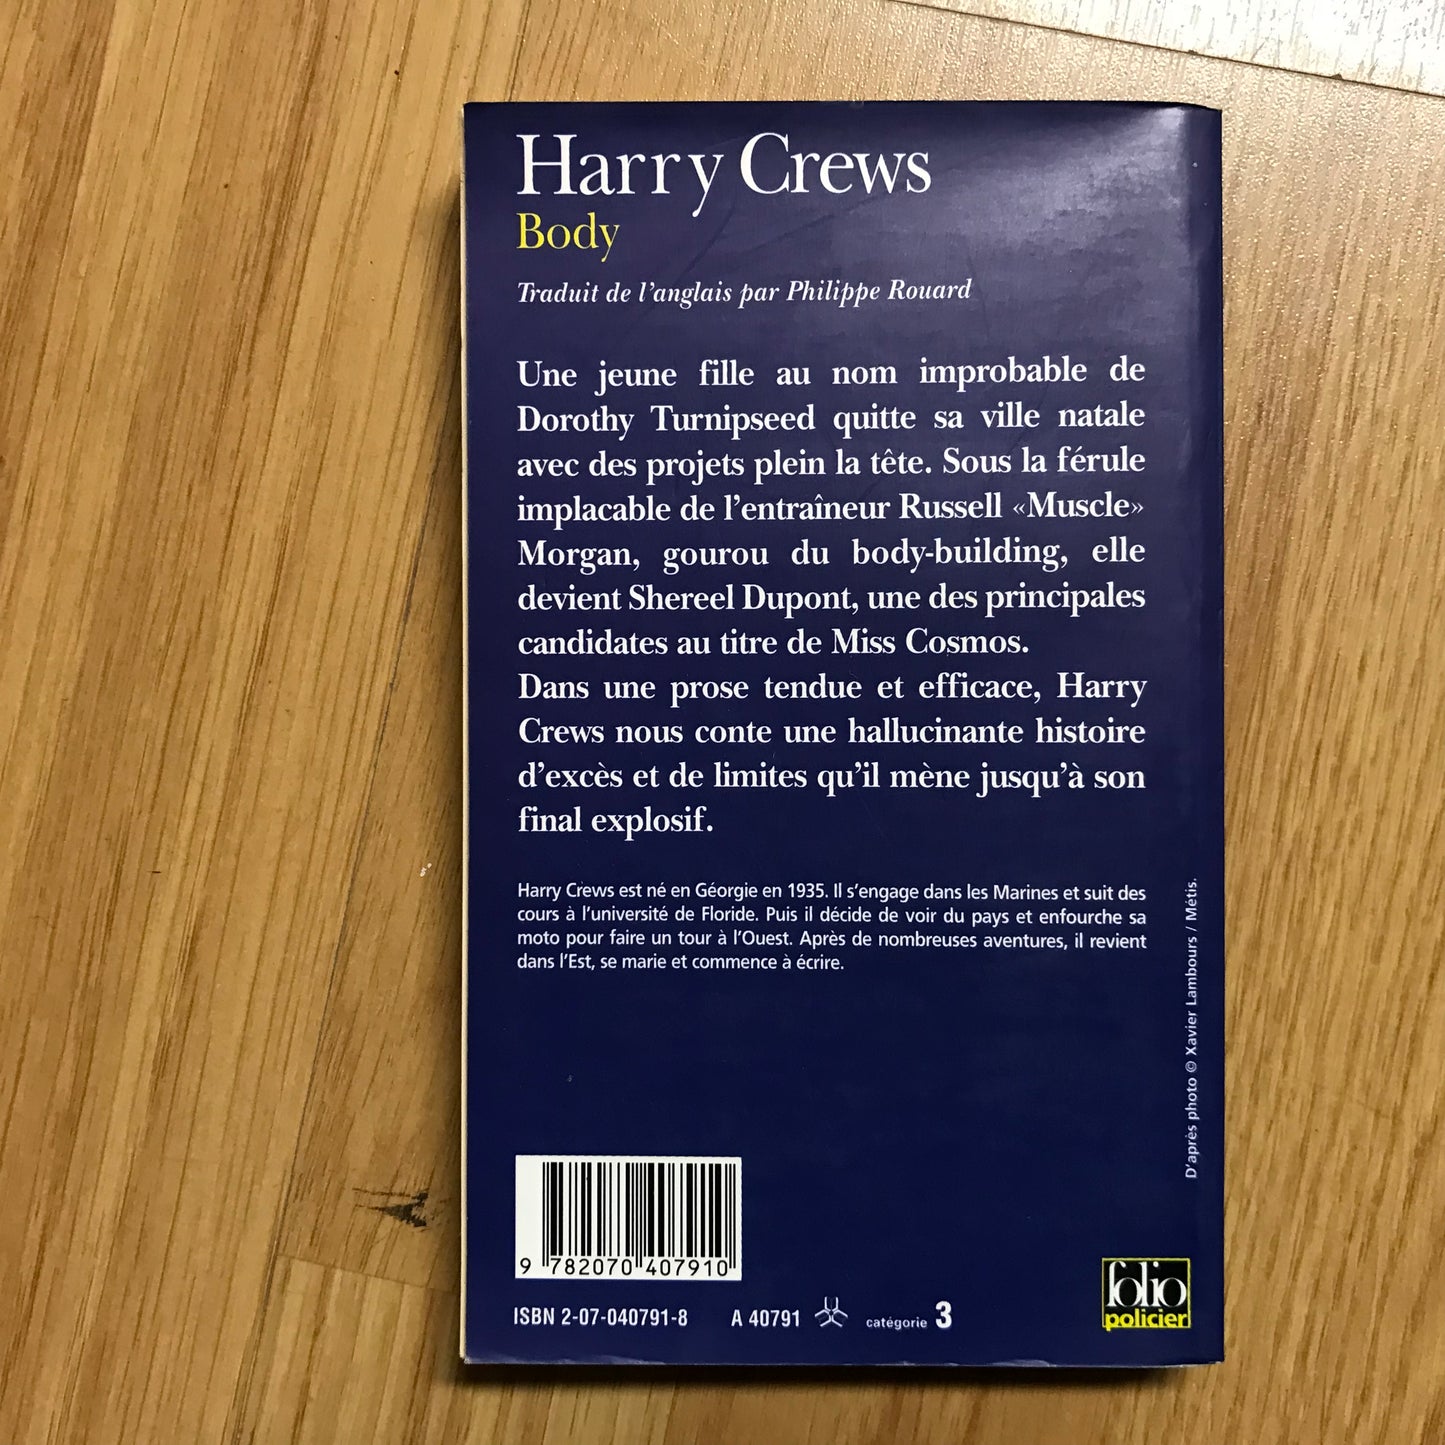 Harry Crews
Body
Traduit de l'anglais par Philippe Rouard
Une jeune fille au nom improbable de
Dorothy Turnipseed quitte sa ville natale
avec des projets plein la tête. Sous la férule
implacable de l'entraîneur Russell «Muscle»
Morgan, gourou du body-building, elle
devient Shereel Dupont, une des principales
candidates au titre de Miss Cosmos.
Dans une prose tendue et efficace, Harry
Crews nous conte une hallucinante histoire
d'excès et de limites qu'il mène jusqu'à son
final explosif.
Harry Crews est né en Géorgie en 1935. Il s'engage dans les Marines et suit des
cours à l'université de Floride. Puis il décide de voir du pays et enfourche sa
moto pour faire un tour à l'Ouest. Après de nombreuses aventures, il revient
dans l'Est, se marie et commence à écrire.
D'après photo © Xavier Lambours / Métis.
9 782070 407910
ISBN 2-07-040791-8 A 40791 catégorie 3
folio
policier